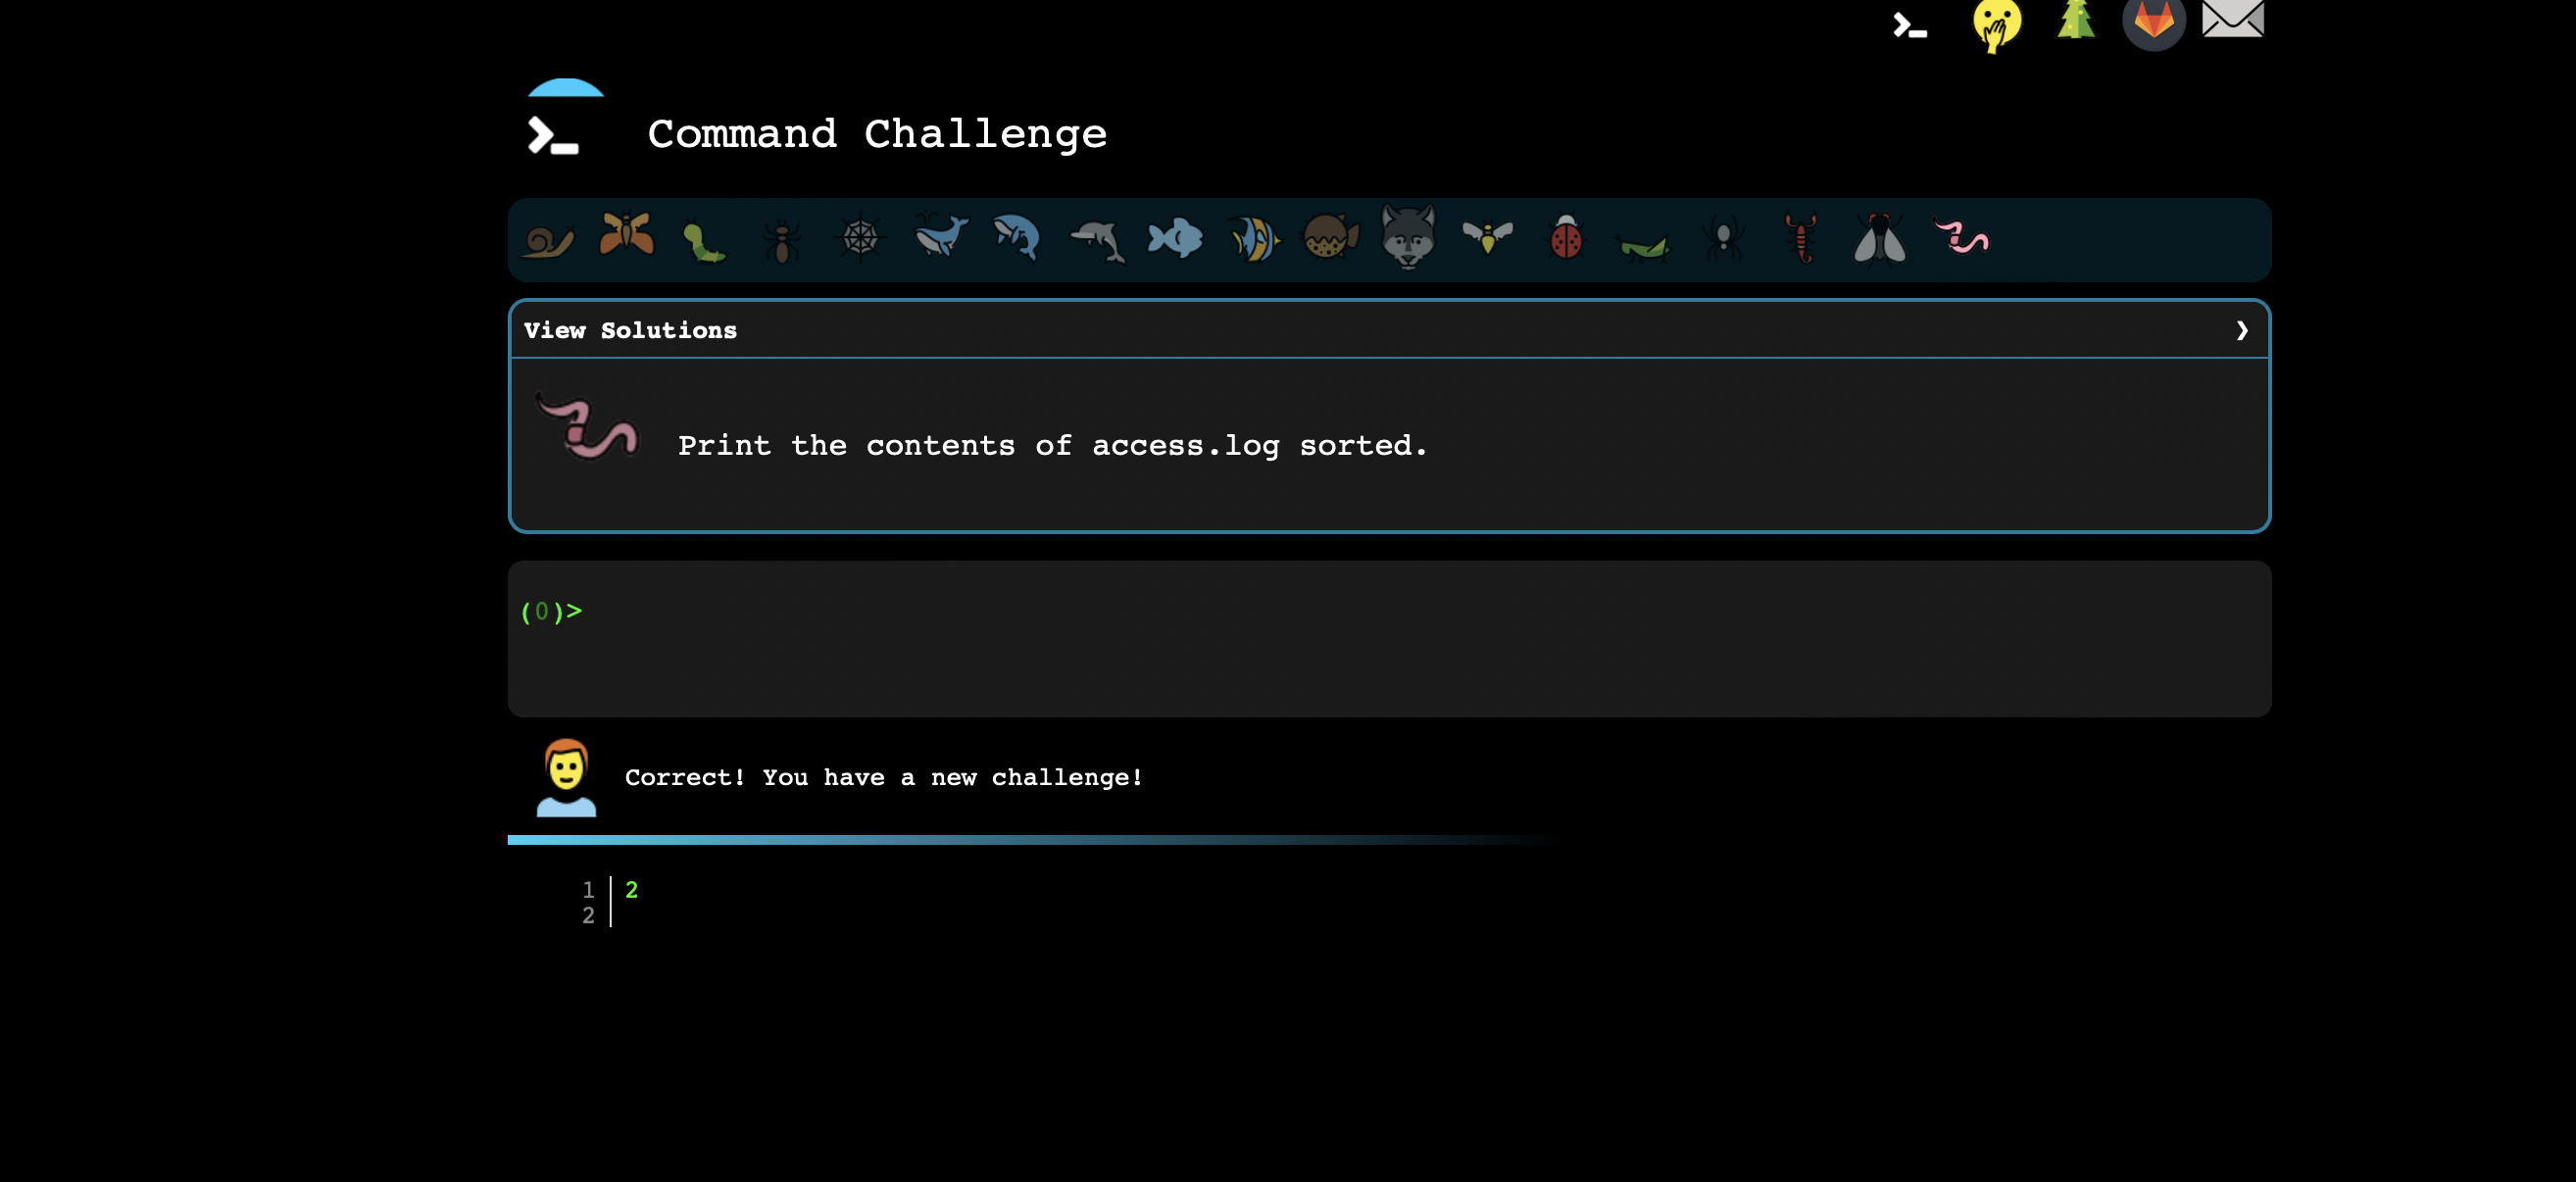 Command Challenge
View Solutions ❯
Print the contents of access.log sorted.
(0)>
Correct! You have a new challenge!
1 2
2